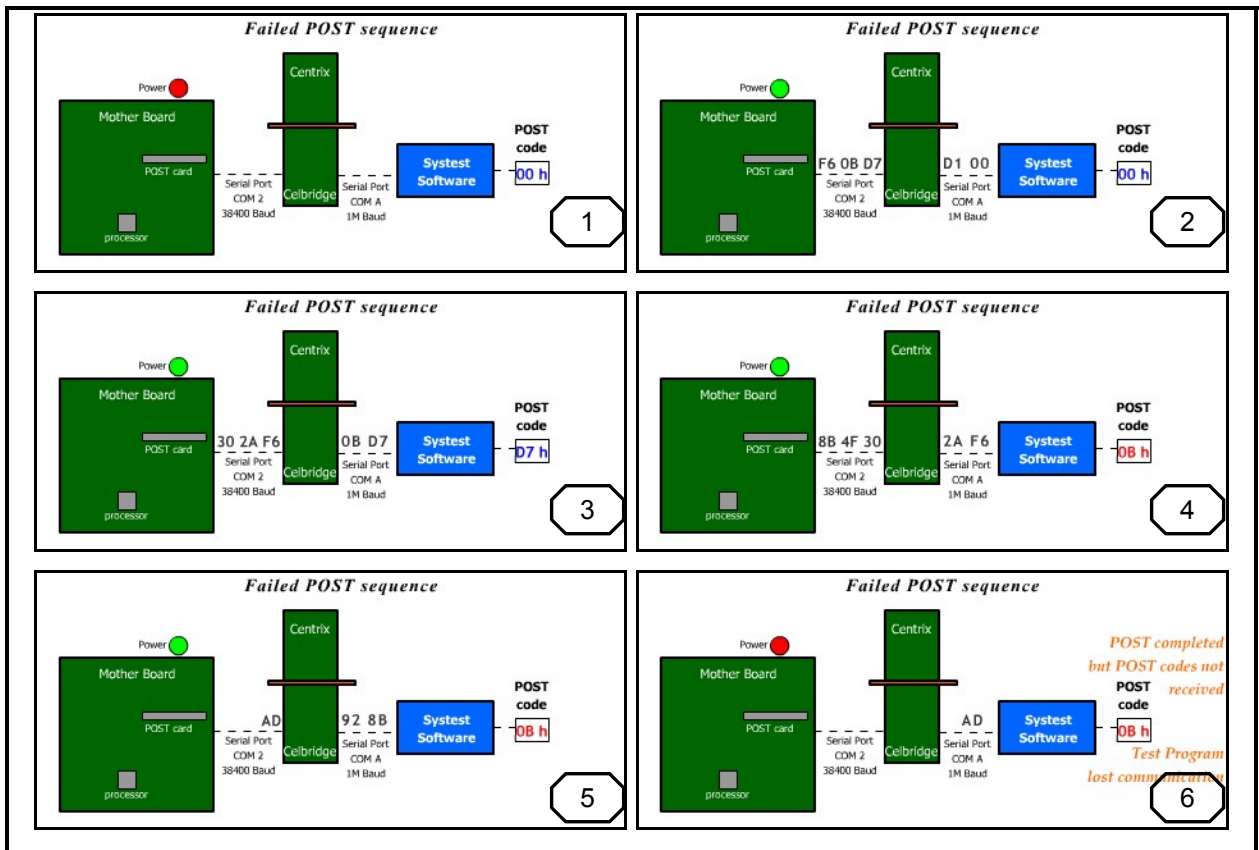 Failed POST sequence
Centrix
Power
Mother Board
POST
code
POST card
Systest
Software
00 h
Serial Port
COM 2
38400 Baud
Celbridge
Serial Port
COM A
1M Baud
processor
1
Failed POST sequence
Centrix
Power
Mother Board
POST
code
F6 0B D7
D1 00
POST card
Systest
Software
00 h
Serial Port
COM 2
38400 Baud
Celbridge
Serial Port
COM A
1M Baud
processor
2
Failed POST sequence
Centrix
Power
Mother Board
POST
code
30 2A F6
0B D7
POST card
Systest
Software
D7 h
Serial Port
COM 2
38400 Baud
Celbridge
Serial Port
COM A
1M Baud
processor
3
Failed POST sequence
Centrix
Power
Mother Board
POST
code
8B 4F 30
2A F6
POST card
Systest
Software
0B h
Serial Port
COM 2
38400 Baud
Celbridge
Serial Port
COM A
1M Baud
processor
4
Failed POST sequence
Centrix
Power
Mother Board
POST
code
AD
92 8B
POST card
Systest
Software
0B h
Serial Port
COM 2
38400 Baud
Celbridge
Serial Port
COM A
1M Baud
processor
5
Failed POST sequence
Centrix
Power
Mother Board
POST completed
but POST codes not
received
POST
code
AD
POST card
Systest
Software
0B h
Serial Port
COM 2
38400 Baud
Celbridge
Serial Port
COM A
1M Baud
Test Program
lost communication
processor
6